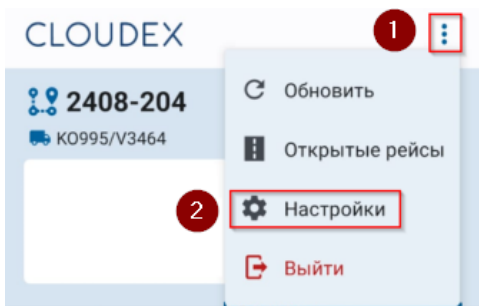 CLOUDEX
1
2408-204
KO995/V3464
Обновить
Открытые рейсы
2
Настройки
Выйти